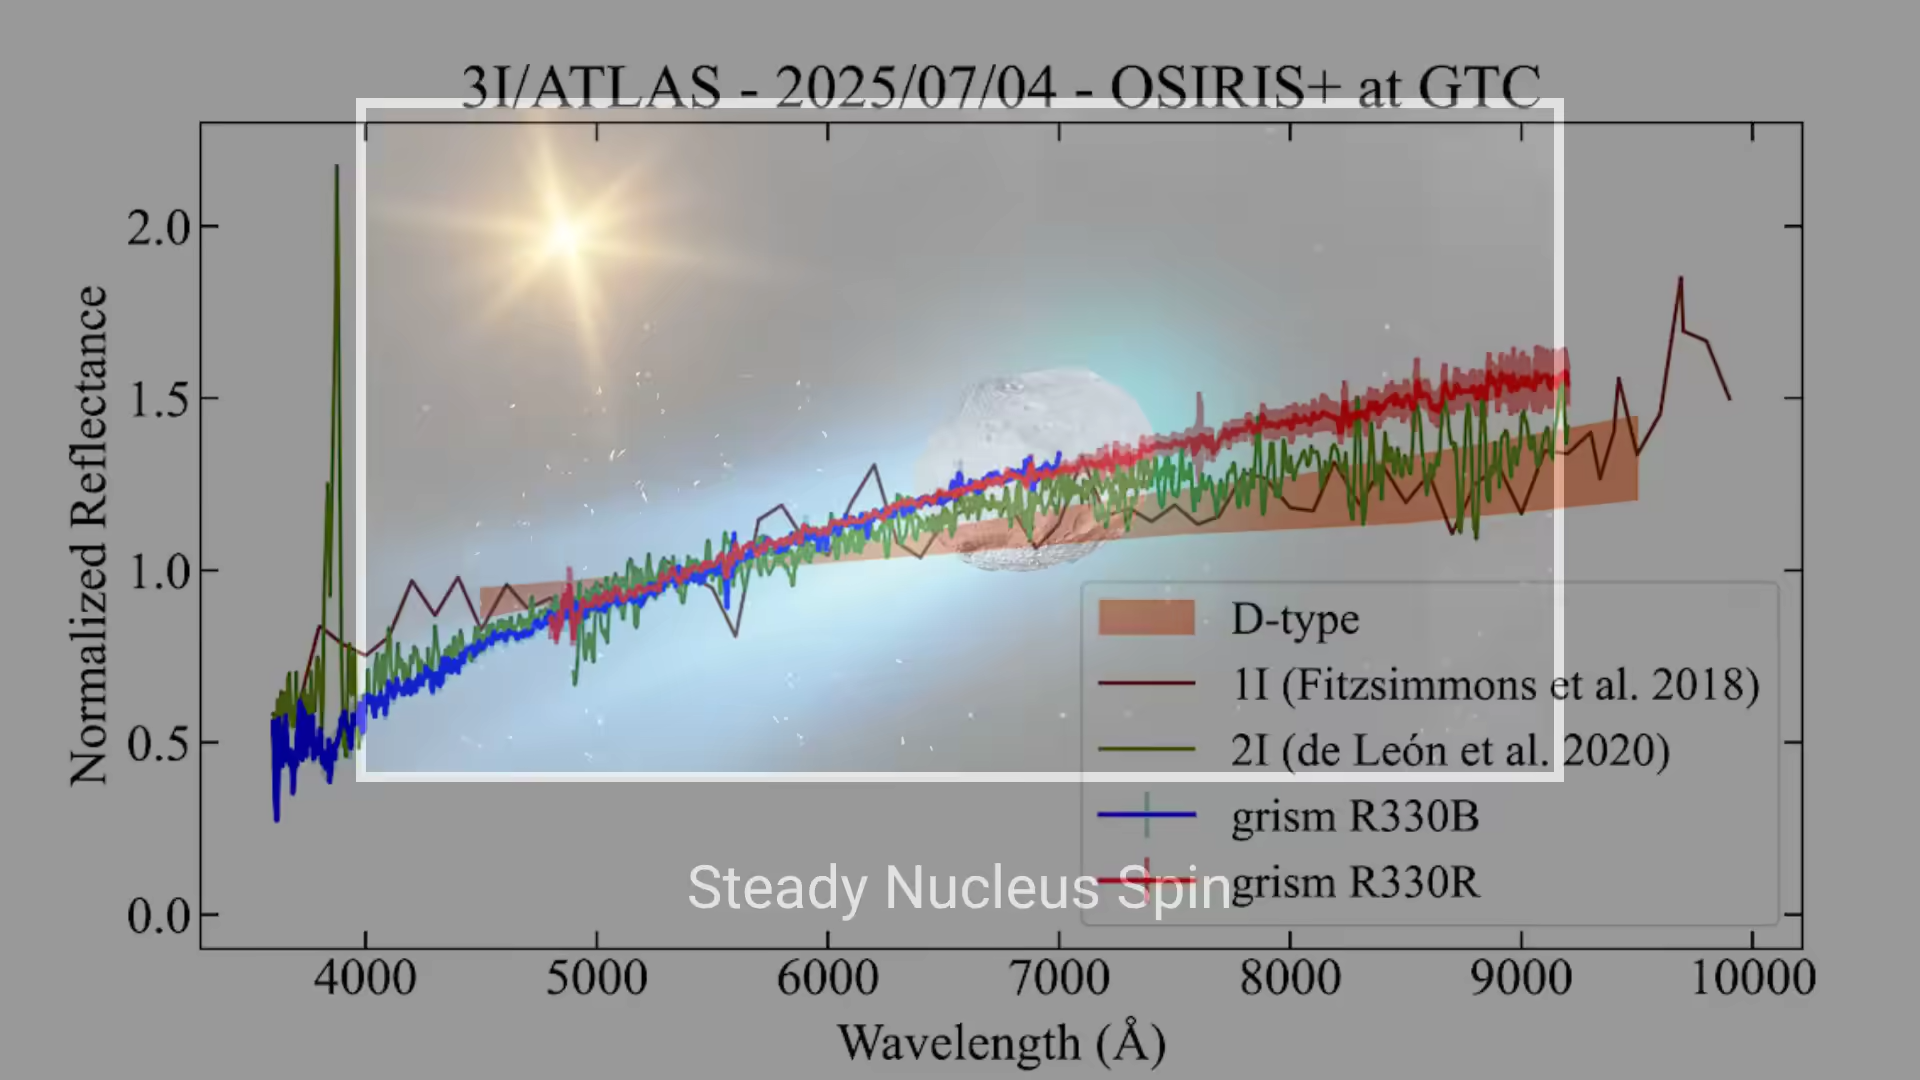 3I/ATLAS - 2025/07/04 - OSIRIS+ at GTC
Normalized Reflectance
2.0
1.5
1.0
0.5
0.0
D-type
1I (Fitzsimmons et al. 2018)
2I (de León et al. 2020)
grism R330B
grism R330R
Steady Nucleus Spin
4000 5000 6000 7000 8000 9000 10000
Wavelength (Å)